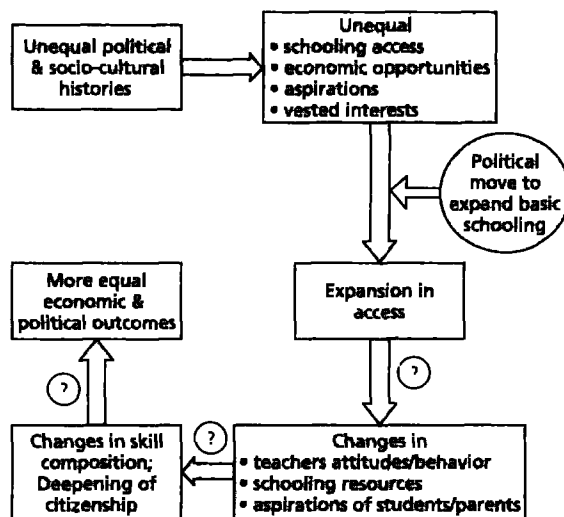 Unequal political
& socio-cultural
histories
Unequal
• schooling access
• economic opportunities
• aspirations
• vested interests
Political
move to
expand basic
schooling
Expansion in
access
?
Changes in
• teachers attitudes/behavior
• schooling resources
• aspirations of students/parents
?
Changes in skill
composition;
Deepening of
citizenship
?
More equal
economic &
political outcomes